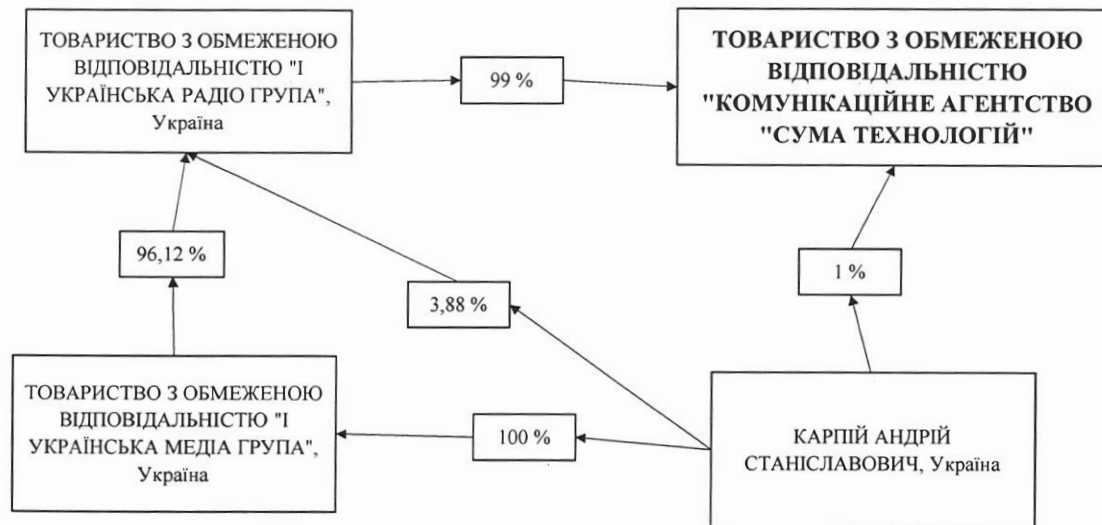 ТОВАРИСТВО З ОБМЕЖЕНОЮ
ВІДПОВІДАЛЬНІСТЮ "І
УКРАЇНСЬКА РАДІО ГРУПА",
Україна
99 %
ТОВАРИСТВО З ОБМЕЖЕНОЮ
ВІДПОВІДАЛЬНІСТЮ
"КОМУНІКАЦІЙНЕ АГЕНТСТВО
"СУМА ТЕХНОЛОГІЙ"
96,12 %
3,88 %
1 %
ТОВАРИСТВО З ОБМЕЖЕНОЮ
ВІДПОВІДАЛЬНІСТЮ "І
УКРАЇНСЬКА МЕДІА ГРУПА",
Україна
100 %
КАРПІЙ АНДРІЙ
СТАНІСЛАВОВИЧ, Україна